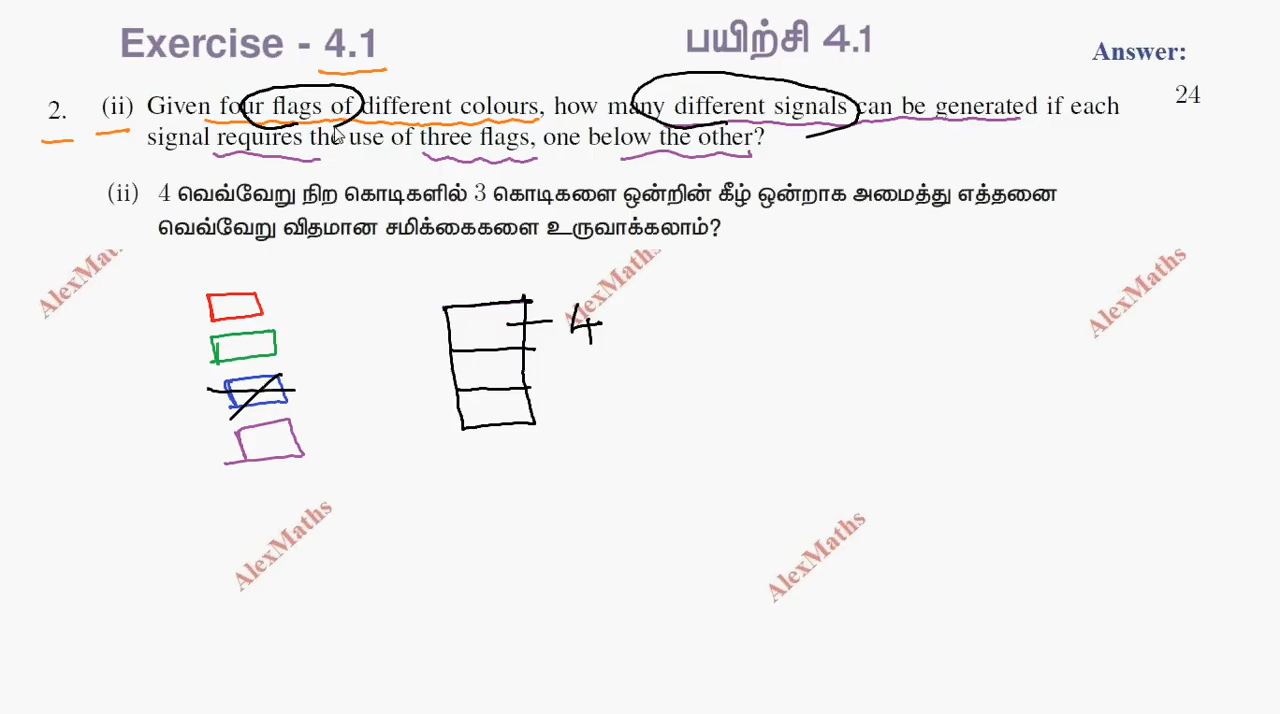 Exercise - 4.1
பயிற்சி 4.1
Answer:
2. (ii) Given four flags of different colours, how many different signals can be generated if each
24
signal requires the use of three flags, one below the other?
(ii) 4 வெவ்வேறு நிற கொடிகளில் 3 கொடிகளை ஒன்றின் கீழ் ஒன்றாக அமைத்து எத்தனை
வெவ்வேறு விதமான சமிக்கைகளை உருவாக்கலாம்?
AlexMaths
AlexMaths
AlexMaths
4
AlexMaths
AlexMaths